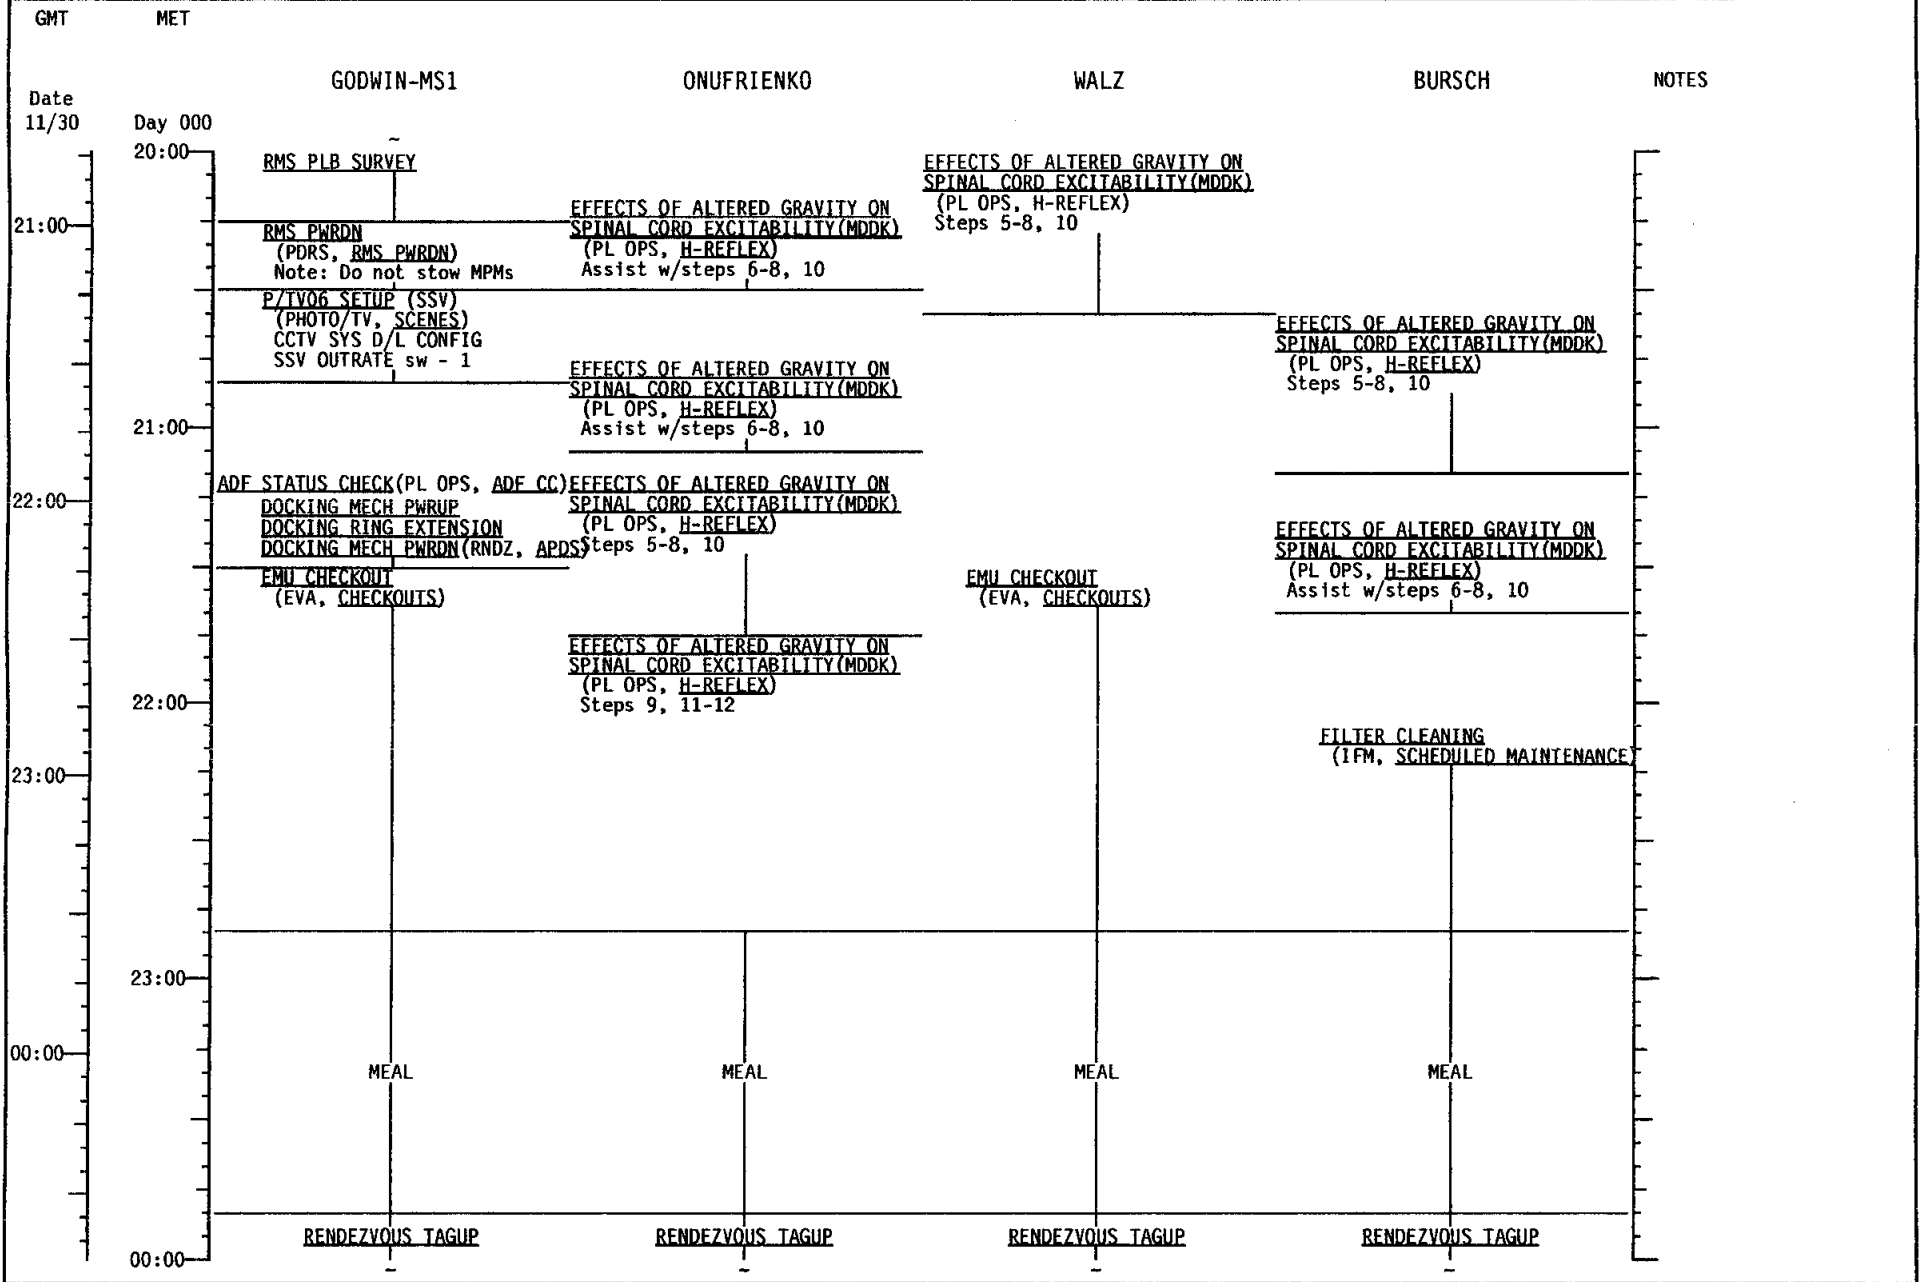 GMT MET
GODWIN-MS1 ONUFRIENKO WALZ BURSCH NOTES
Date
11/30 Day 000
~
20:00
RMS PLB SURVEY
EFFECTS OF ALTERED GRAVITY ON
SPINAL CORD EXCITABILITY(MDDK)
(PL OPS, H-REFLEX)
Steps 5-8, 10
21:00
RMS PWRDN
(PDRS, RMS PWRDN)
Note: Do not stow MPMs
EFFECTS OF ALTERED GRAVITY ON
SPINAL CORD EXCITABILITY(MDDK)
(PL OPS, H-REFLEX)
Assist w/steps 6-8, 10
P/TV06 SETUP (SSV)
(PHOTO/TV, SCENES)
CCTV SYS D/L CONFIG
SSV OUTRATE sw - 1
EFFECTS OF ALTERED GRAVITY ON
SPINAL CORD EXCITABILITY(MDDK)
(PL OPS, H-REFLEX)
Steps 5-8, 10
EFFECTS OF ALTERED GRAVITY ON
SPINAL CORD EXCITABILITY(MDDK)
(PL OPS, H-REFLEX)
Assist w/steps 6-8, 10
21:00
22:00
ADF STATUS CHECK(PL OPS, ADF CC)
DOCKING MECH PWRUP
DOCKING RING EXTENSION
DOCKING MECH PWRDN(RNDZ, APDS)
EFFECTS OF ALTERED GRAVITY ON
SPINAL CORD EXCITABILITY(MDDK)
(PL OPS, H-REFLEX)
Steps 5-8, 10
EFFECTS OF ALTERED GRAVITY ON
SPINAL CORD EXCITABILITY(MDDK)
(PL OPS, H-REFLEX)
Assist w/steps 6-8, 10
EMU CHECKOUT
(EVA, CHECKOUTS)
EMU CHECKOUT
(EVA, CHECKOUTS)
EFFECTS OF ALTERED GRAVITY ON
SPINAL CORD EXCITABILITY(MDDK)
(PL OPS, H-REFLEX)
Steps 9, 11-12
22:00
FILTER CLEANING
(IFM, SCHEDULED MAINTENANCE)
23:00
23:00
00:00
MEAL MEAL MEAL MEAL
RENDEZVOUS TAGUP RENDEZVOUS TAGUP RENDEZVOUS TAGUP RENDEZVOUS TAGUP
00:00
~ ~ ~ ~